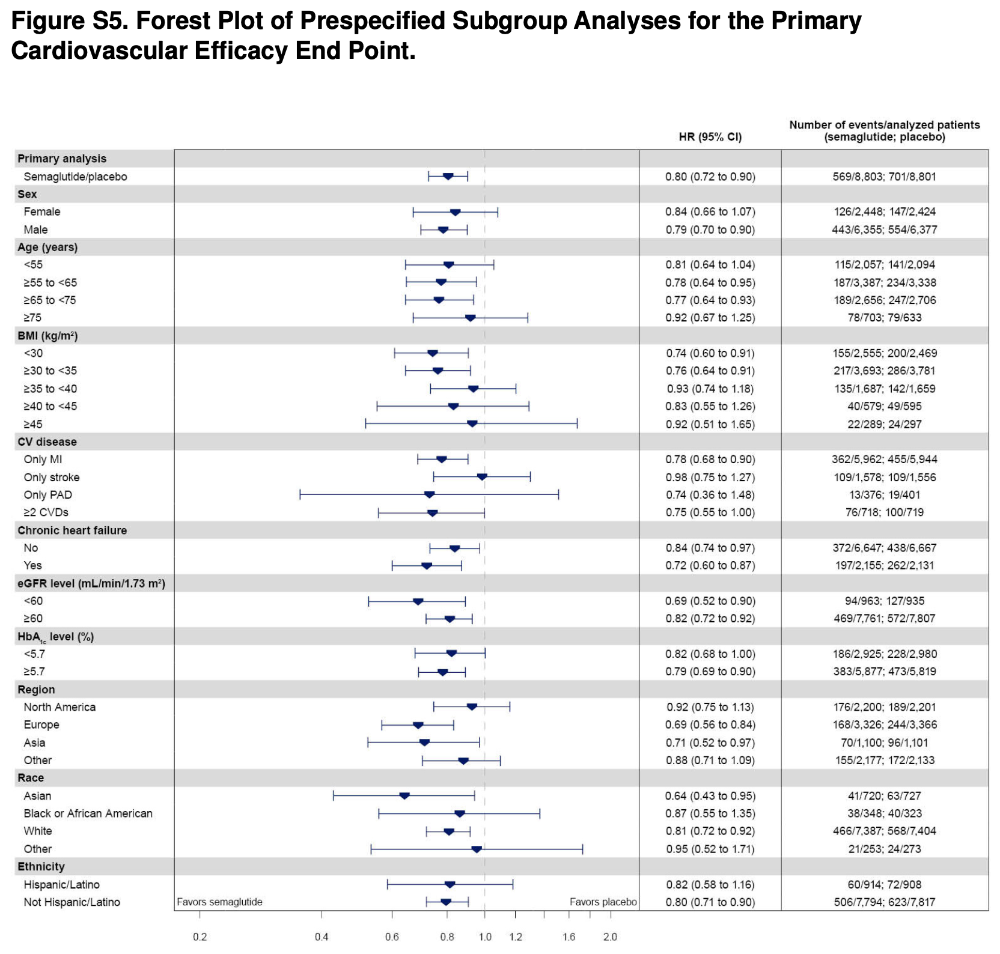 Figure S5. Forest Plot of Prespecified Subgroup Analyses for the Primary
Cardiovascular Efficacy End Point.
HR (95% CI)
Number of events/analyzed patients
(semaglutide; placebo)
Primary analysis
Semaglutide/placebo 0.80 (0.72 to 0.90) 569/8,803; 701/8,801
Sex
Female 0.84 (0.66 to 1.07) 126/2,448; 147/2,424
Male 0.79 (0.70 to 0.90) 443/6,355; 554/6,377
Age (years)
<55 0.81 (0.64 to 1.04) 115/2,057; 141/2,094
≥55 to <65 0.78 (0.64 to 0.95) 187/3,387; 234/3,338
≥65 to <75 0.77 (0.64 to 0.93) 189/2,656; 247/2,706
≥75 0.92 (0.67 to 1.25) 78/703; 79/633
BMI (kg/m²)
<30 0.74 (0.60 to 0.91) 155/2,555; 200/2,469
≥30 to <35 0.76 (0.64 to 0.91) 217/3,693; 286/3,781
≥35 to <40 0.93 (0.74 to 1.18) 135/1,687; 142/1,659
≥40 to <45 0.83 (0.55 to 1.26) 40/579; 49/595
≥45 0.92 (0.51 to 1.65) 22/289; 24/297
CV disease
Only MI 0.78 (0.68 to 0.90) 362/5,962; 455/5,944
Only stroke 0.98 (0.75 to 1.27) 109/1,578; 109/1,556
Only PAD 0.74 (0.36 to 1.48) 13/376; 19/401
≥2 CVDs 0.75 (0.55 to 1.00) 76/718; 100/719
Chronic heart failure
No 0.84 (0.74 to 0.97) 372/6,647; 438/6,667
Yes 0.72 (0.60 to 0.87) 197/2,155; 262/2,131
eGFR level (mL/min/1.73 m²)
<60 0.69 (0.52 to 0.90) 94/963; 127/935
≥60 0.82 (0.72 to 0.92) 469/7,761; 572/7,807
HbA₁c level (%)
<5.7 0.82 (0.68 to 1.00) 186/2,925; 228/2,980
≥5.7 0.79 (0.69 to 0.90) 383/5,877; 473/5,819
Region
North America 0.92 (0.75 to 1.13) 176/2,200; 189/2,201
Europe 0.69 (0.56 to 0.84) 168/3,326; 244/3,366
Asia 0.71 (0.52 to 0.97) 70/1,100; 96/1,101
Other 0.88 (0.71 to 1.09) 155/2,177; 172/2,133
Race
Asian 0.64 (0.43 to 0.95) 41/720; 63/727
Black or African American 0.87 (0.55 to 1.35) 38/348; 40/323
White 0.81 (0.72 to 0.92) 466/7,387; 568/7,404
Other 0.95 (0.52 to 1.71) 21/253; 24/273
Ethnicity
Hispanic/Latino 0.82 (0.58 to 1.16) 60/914; 72/908
Not Hispanic/Latino Favors semaglutide Favors placebo 0.80 (0.71 to 0.90) 506/7,794; 623/7,817
0.2 0.4 0.6 0.8 1.0 1.2 1.6 2.0